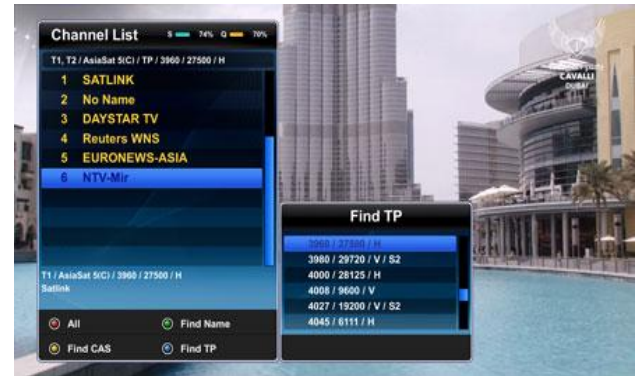 Channel List S 74% Q 70%
T1, T2 / AsiaSat 5(C) / TP / 3960 / 27500 / H
1 SATLINK
2 No Name
3 DAYSTAR TV
4 Reuters WNS
5 EURONEWS-ASIA
6 NTV-Mir
T1 / AsiaSat 5(C) / 3960 / 27500 / H
Satlink
All
Find Name
Find CAS
Find TP
Find TP
3960 / 27500 / H
3980 / 29720 / V / S2
4000 / 28125 / H
4008 / 9600 / V
4027 / 19200 / V / S2
4045 / 6111 / H
CAVALLI
DUBAI